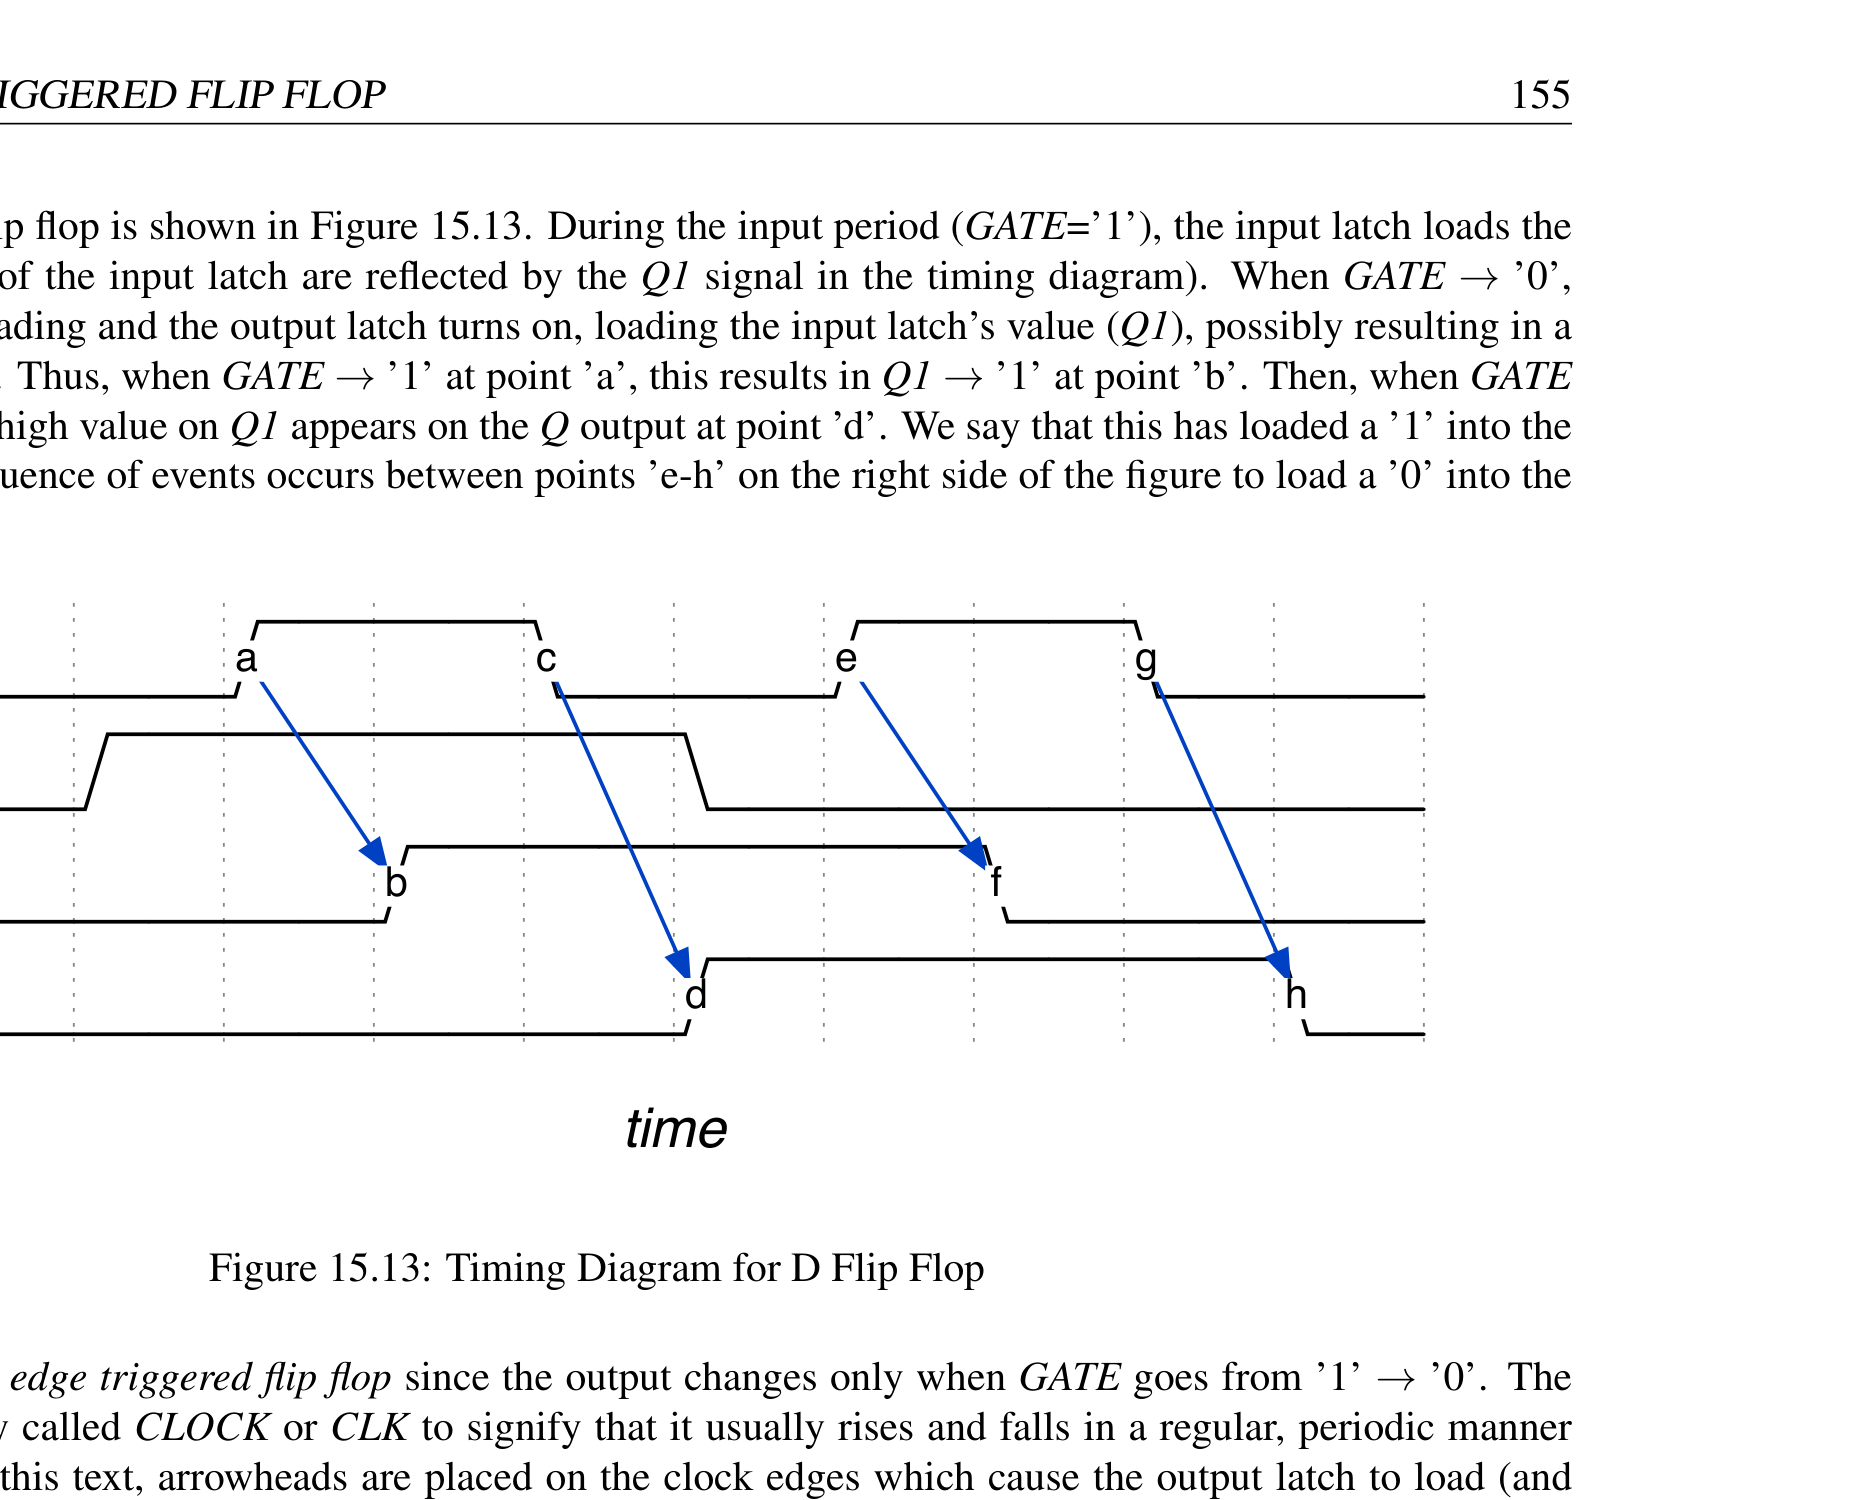 IGGERED FLIP FLOP 155
ip flop is shown in Figure 15.13. During the input period (GATE='1'), the input latch loads the
of the input latch are reflected by the Q1 signal in the timing diagram). When GATE → '0',
ading and the output latch turns on, loading the input latch's value (Q1), possibly resulting in a
. Thus, when GATE → '1' at point 'a', this results in Q1 → '1' at point 'b'. Then, when GATE
high value on Q1 appears on the Q output at point 'd'. We say that this has loaded a '1' into the
uence of events occurs between points 'e-h' on the right side of the figure to load a '0' into the
a c e g
b f
d h
time
Figure 15.13: Timing Diagram for D Flip Flop
edge triggered flip flop since the output changes only when GATE goes from '1' → '0'. The
y called CLOCK or CLK to signify that it usually rises and falls in a regular, periodic manner
this text, arrowheads are placed on the clock edges which cause the output latch to load (and